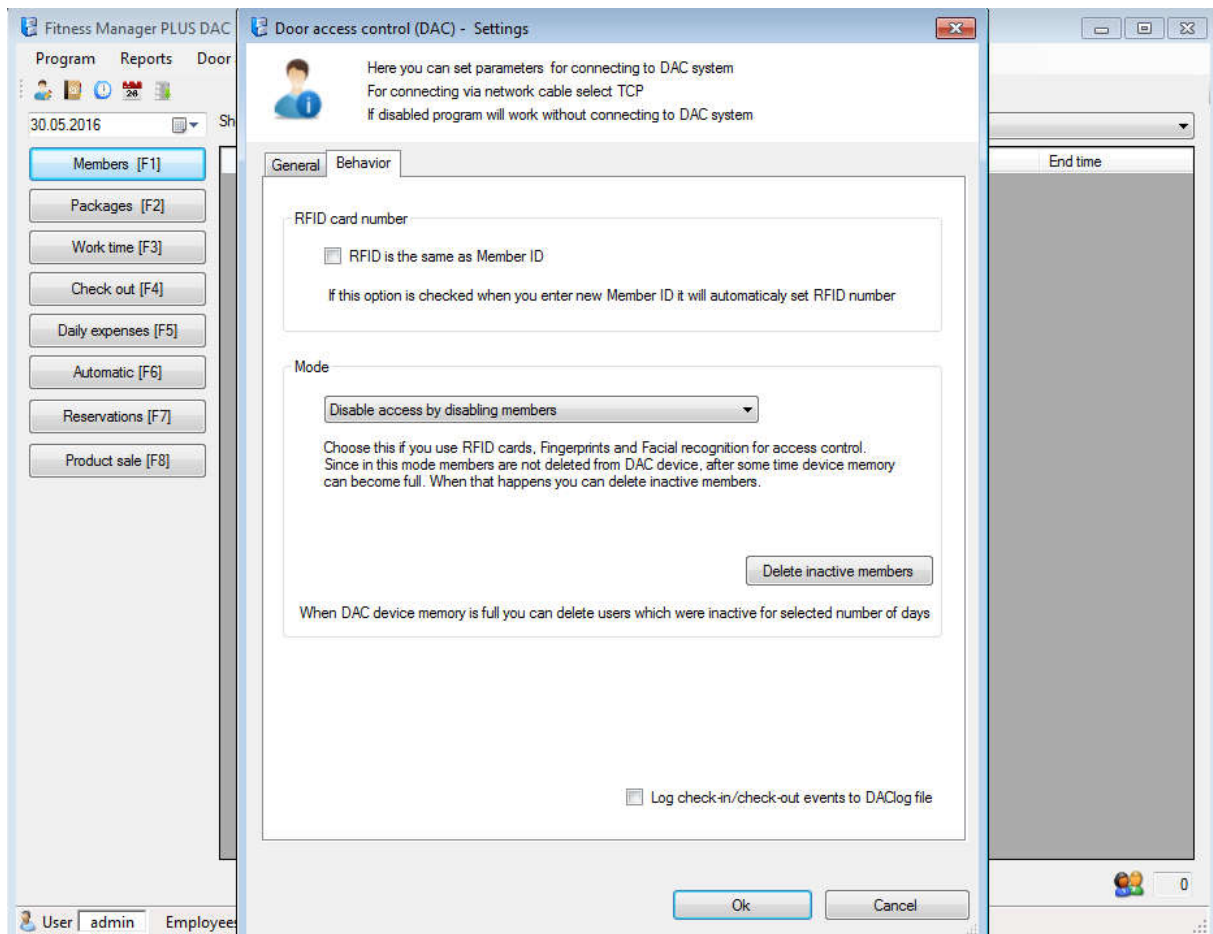 Fitness Manager PLUS DAC
Door access control (DAC) -  Settings
Program Reports Door
Here you can set parameters  for connecting to DAC system
For connecting via network cable select TCP
If disabled program will work without connecting to DAC system
26
30.05.2016
Sh
General
Behavior
End time
Members  [F1]
Packages  [F2]
Work time [F3]
Check out [F4]
Daily expenses [F5]
Automatic [F6]
Reservations [F7]
Product sale [F8]
RFID card number
RFID is the same as Member ID
If this option is checked when you enter new Member ID it will automaticaly set RFID number
Mode
Disable access by disabling members
Choose this if you use RFID cards, Fingerprints and Facial recognition for access control.
Since in this mode members are not deleted from DAC device, after some time device memory
can become full. When that happens you can delete inactive members.
Delete inactive members
When DAC device memory is full you can delete users which were inactive for selected number of days
Log check-in/check-out events to DAClog file
Ok
Cancel
0
User admin Employees